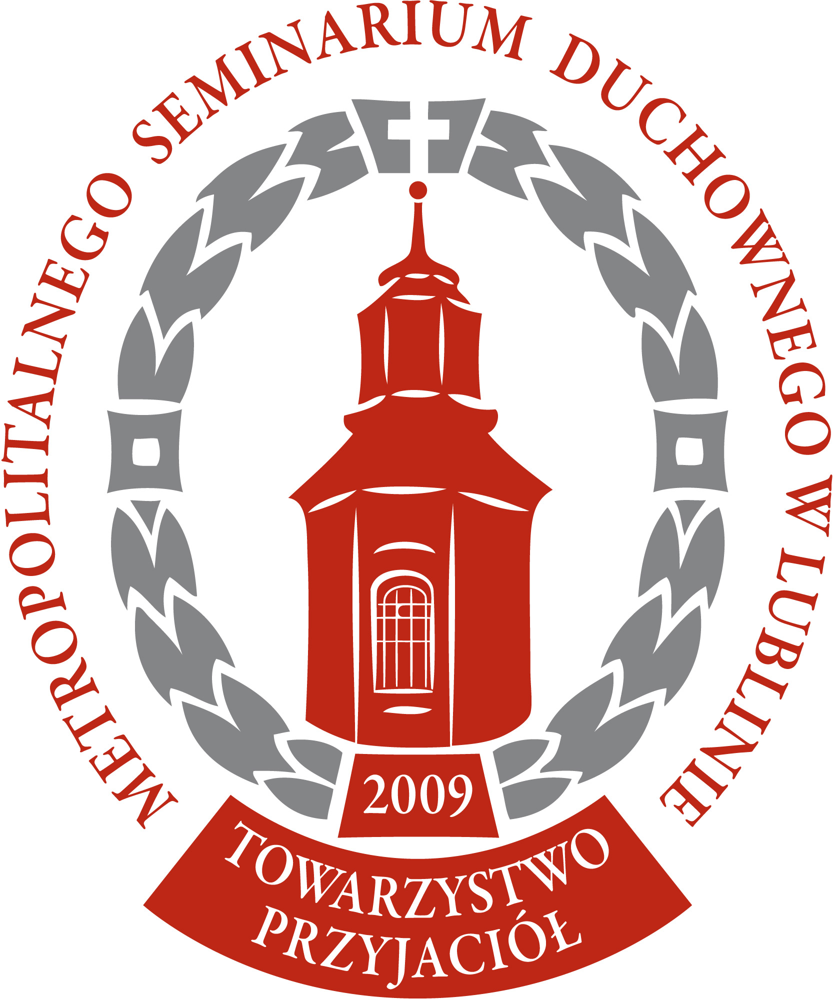 METROPOLITALNEGO SEMINARIUM DUCHOWNEGO W LUBLINIE
2009
TOWARZYSTWO
PRZYJACIÓŁ